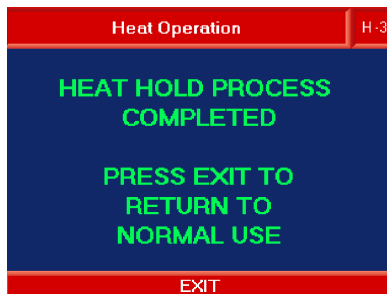 Heat Operation H-3
HEAT HOLD PROCESS
COMPLETED
PRESS EXIT TO
RETURN TO
NORMAL USE
EXIT